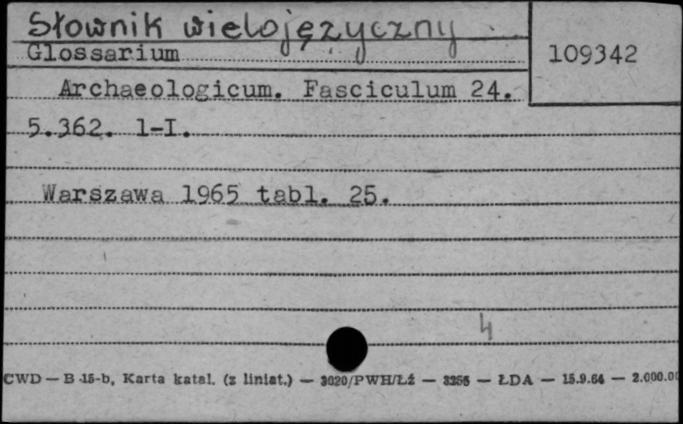 Słownik wielojęzyczny
Glossarium
109342
Archaeologicum. Fasciculum 24.
5.362. l-I.
Warszawa 1965 tabl. 25.
4
CWD — B-15-b, Karta katal. (z liniat.) — 3020/PWH/Łź — 3255 — ŁDA — 15.9.64 — 2.000.00